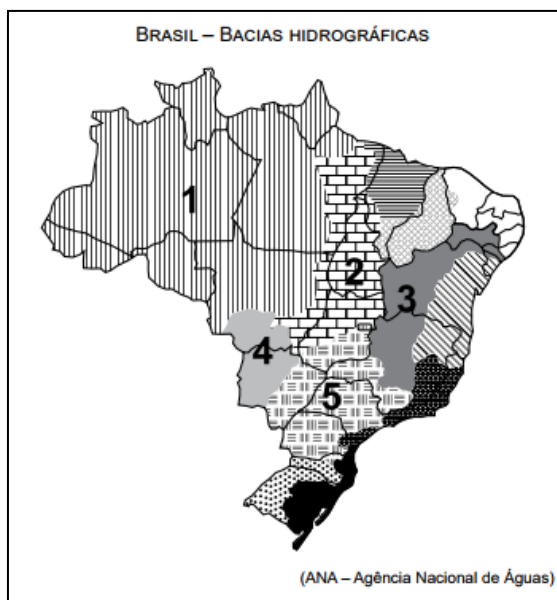 BRASIL – BACIAS HIDROGRÁFICAS
1
2
3
4
5
(ANA – Agência Nacional de Águas)